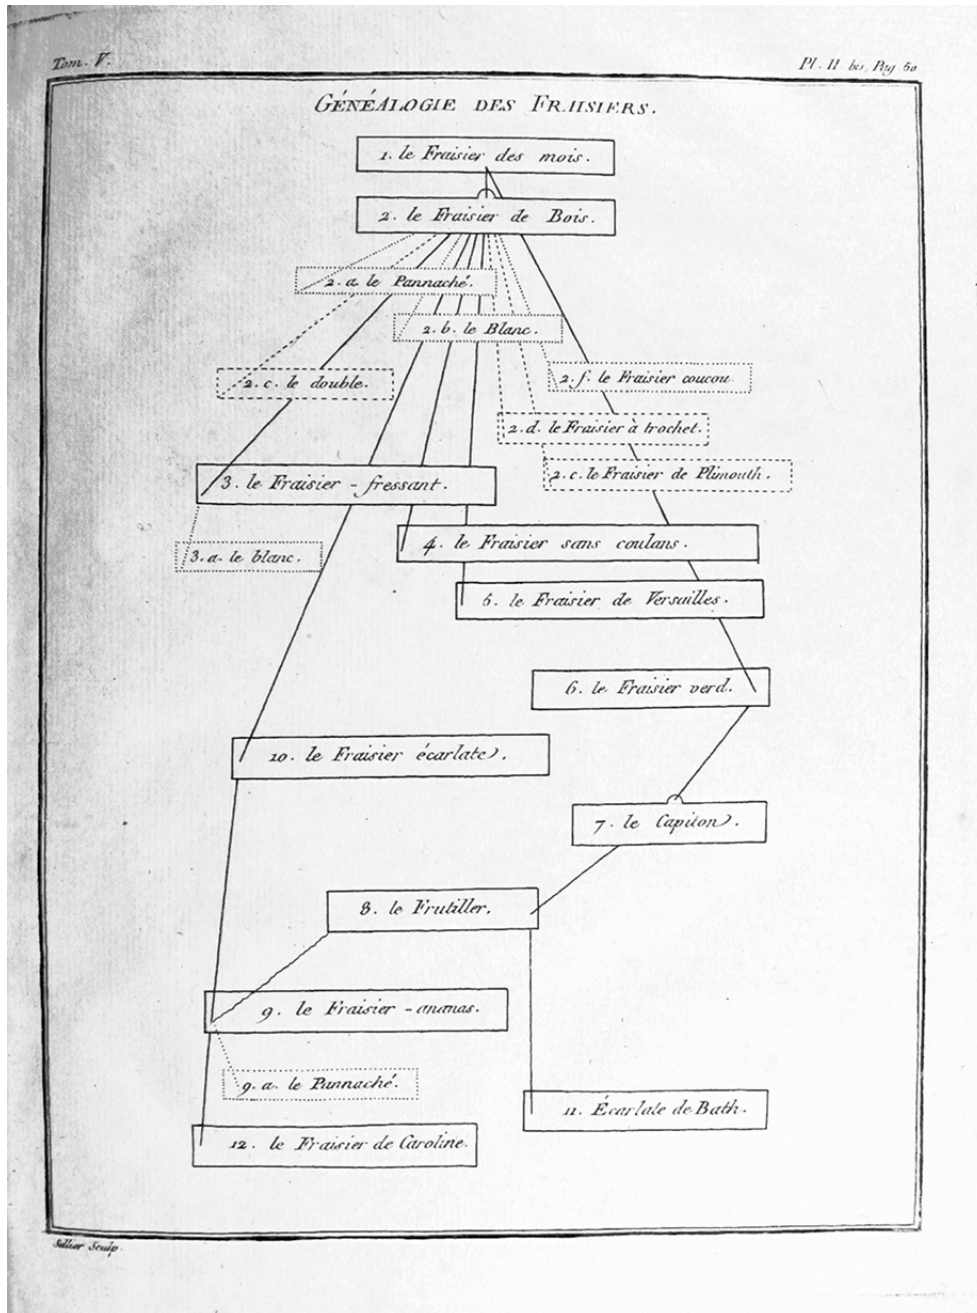 Tom. V.
Pl. 11. bis, Pag. 50
GÉNÉALOGIE DES FRAISIERS.
1. le Fraisier des mois.
2. le Fraisier de Bois.
2. a. le Pannaché.
2. b. le Blanc.
2. c. le double.
2. f. le Fraisier coucou
2. d. le Fraisier à trochet.
2. c. le Fraisier de Plimouth.
3. le Fraisier - fressant.
3. a. le blanc.
4. le Fraisier sans coulans.
5. le Fraisier de Versailles.
6. le Fraisier verd.
10. le Fraisier écarlate.
7. le Capiton.
8. le Frutiller.
9. le Fraisier - ananas.
9. a. le Pannaché.
11. Écarlate de Bath.
12. le Fraisier de Caroline.
Sellier Sculp.